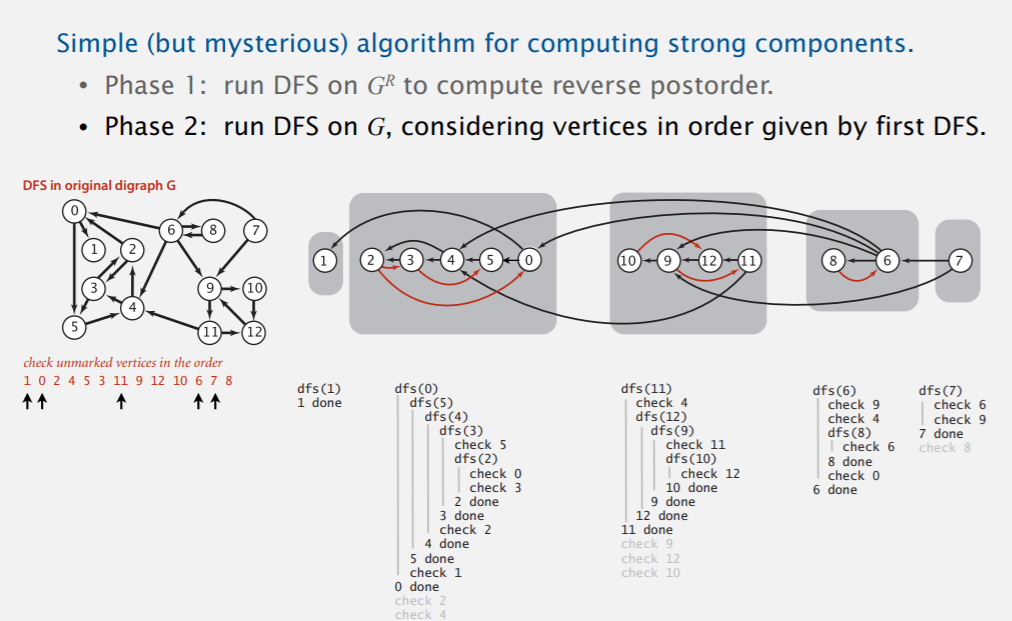 Simple (but mysterious) algorithm for computing strong components.
• Phase 1: run DFS on Gᴿ to compute reverse postorder.
• Phase 2: run DFS on G, considering vertices in order given by first DFS.
DFS in original digraph G
0
6
8
7
1
2
3
9
10
4
5
11
12
1
2
3
4
5
0
10
9
12
11
8
6
7
check unmarked vertices in the order
1 0 2 4 5 3 11 9 12 10 6 7 8
dfs(1)
1 done
dfs(0)
dfs(5)
dfs(4)
dfs(3)
check 5
dfs(2)
check 0
check 3
2 done
3 done
check 2
4 done
5 done
check 1
0 done
check 2
check 4
dfs(11)
check 4
dfs(12)
dfs(9)
check 11
dfs(10)
check 12
10 done
9 done
12 done
11 done
check 9
check 12
check 10
dfs(6)
check 9
check 4
dfs(8)
check 6
8 done
check 0
6 done
dfs(7)
check 6
check 9
7 done
check 8